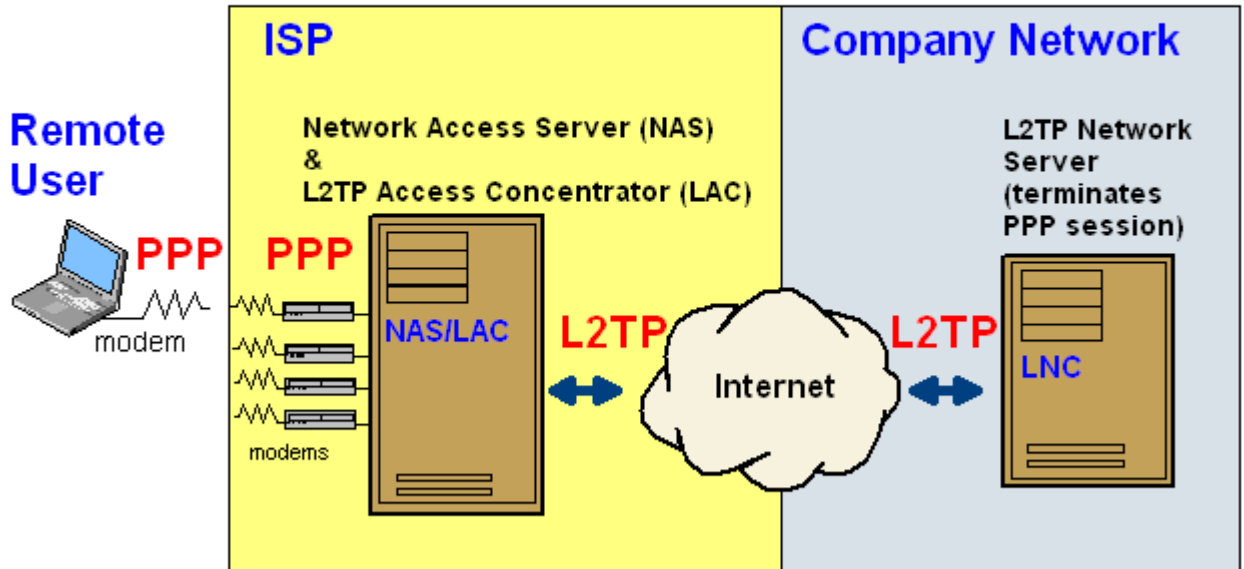 ISP
Company Network
Remote
User
Network Access Server (NAS)
&
L2TP Access Concentrator (LAC)
L2TP Network
Server
(terminates
PPP session)
PPP
PPP
modem
NAS/LAC
L2TP
Internet
L2TP
LNC
modems